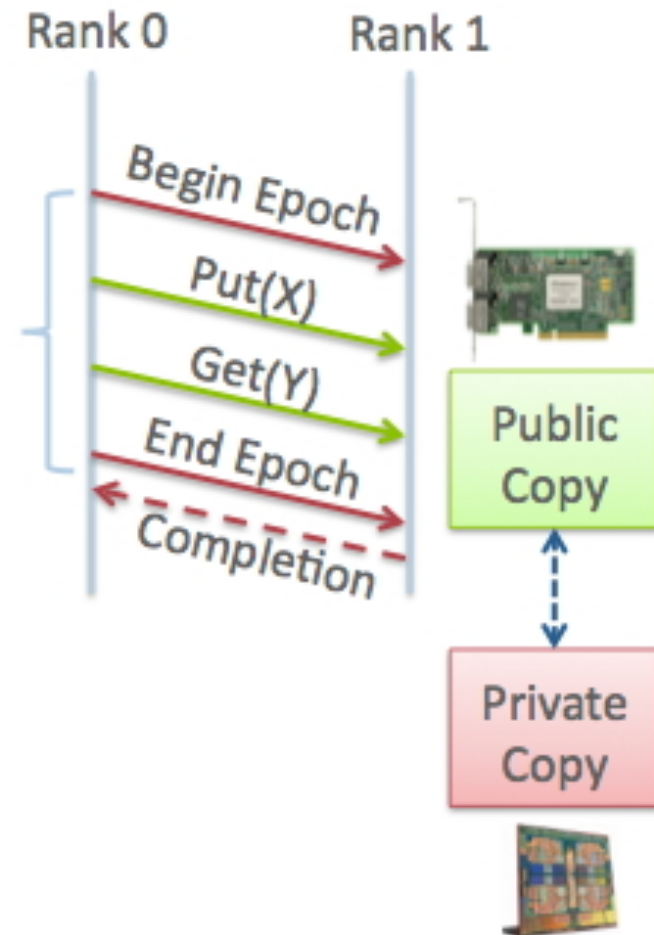 Rank 0
Rank 1
Begin Epoch
Put(X)
Get(Y)
End Epoch
Completion
Public
Copy
Private
Copy